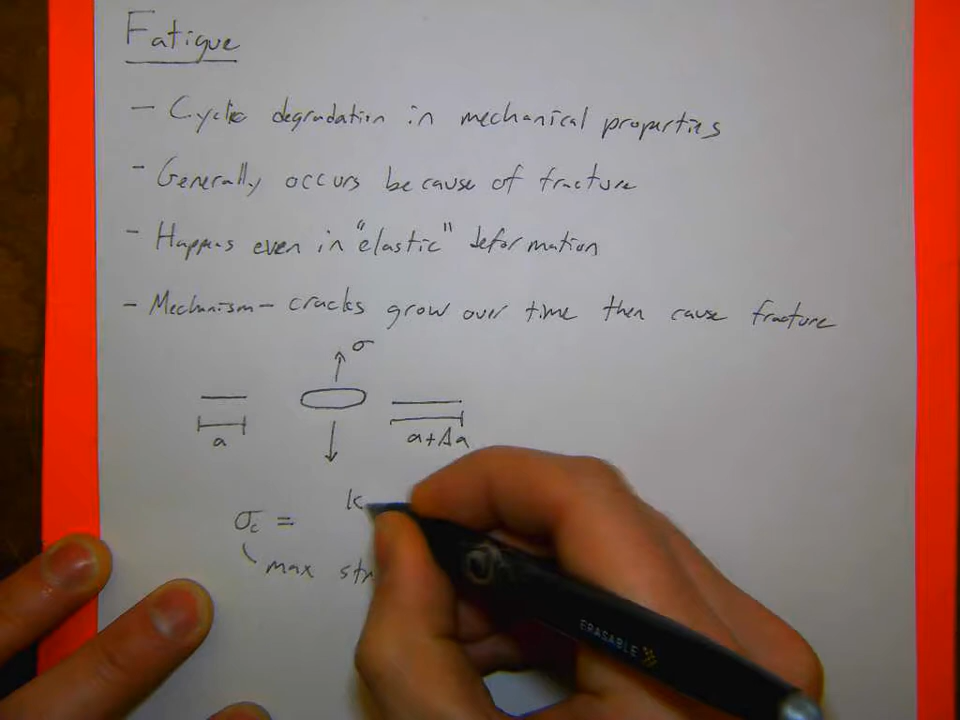 Fatigue
- Cyclic degradation in mechanical properties
- Generally occurs because of fracture
- Happens even in "elastic" deformation
- Mechanism - cracks grow over time then cause fracture
σ
a
a+Δa
K
σc =
max
ERASABLE